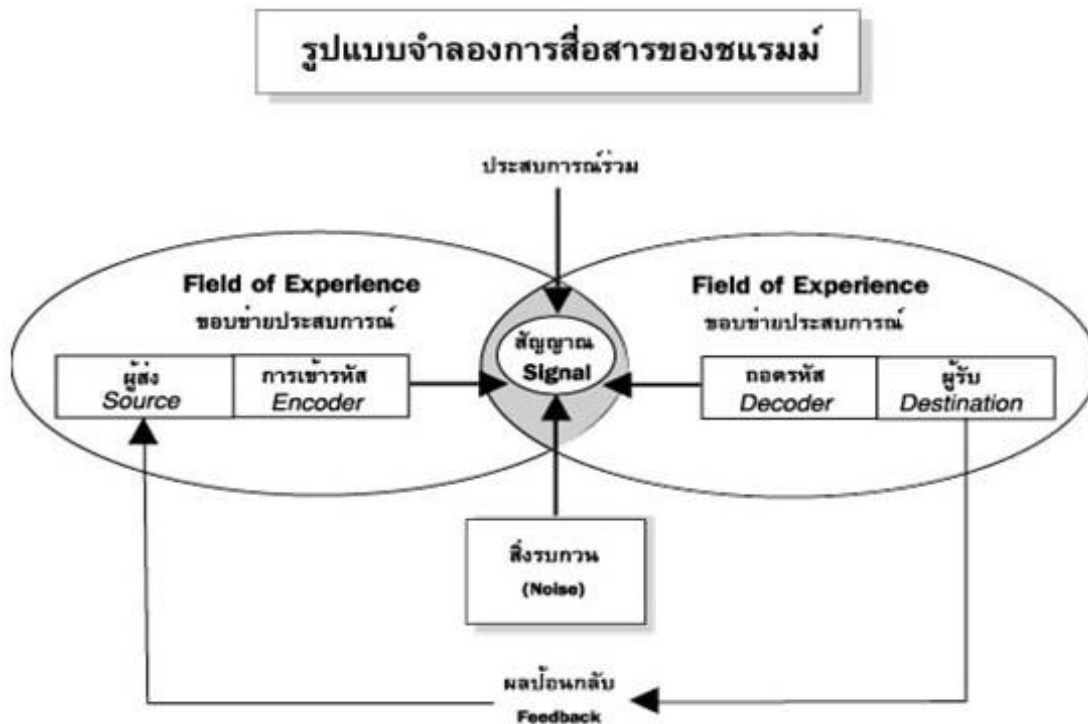 รูปแบบจำลองการสื่อสารของชแรมม์
ประสบการณ์ร่วม
Field of Experience
ขอบข่ายประสบการณ์
ผู้ส่ง
Source
การเข้ารหัส
Encoder
สัญญาณ
Signal
Field of Experience
ขอบข่ายประสบการณ์
ถอดรหัส
Decoder
ผู้รับ
Destination
สิ่งรบกวน
(Noise)
ผลป้อนกลับ
Feedback